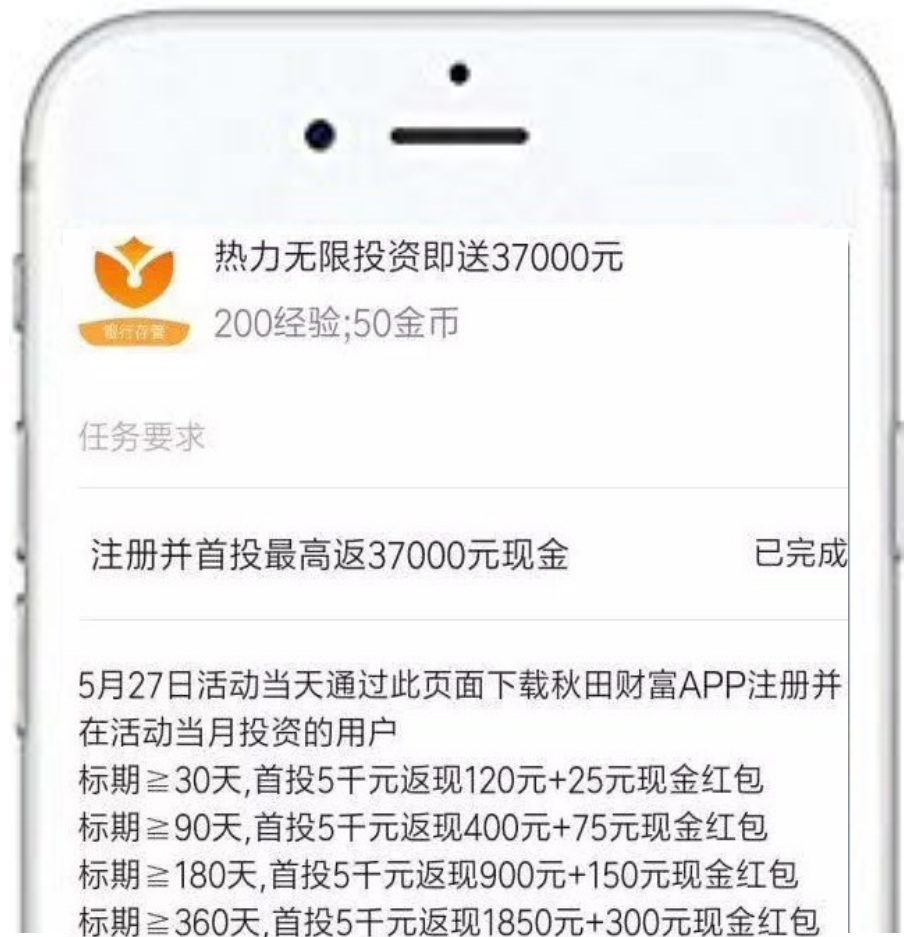 热力无限投资即送37000元
银行存管
200经验;50金币
任务要求
注册并首投最高返37000元现金 已完成
5月27日活动当天通过此页面下载秋田财富APP注册并
在活动当月投资的用户
标期≧30天,首投5千元返现120元+25元现金红包
标期≧90天,首投5千元返现400元+75元现金红包
标期≧180天,首投5千元返现900元+150元现金红包
标期≧360天,首投5千元返现1850元+300元现金红包